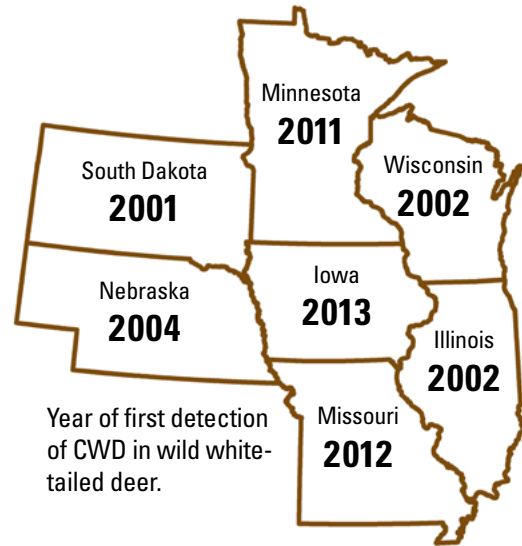 Minnesota
2011
South Dakota
2001
Wisconsin
2002
Nebraska
2004
Iowa
2013
Illinois
2002
Missouri
2012
Year of first detection
of CWD in wild white-
tailed deer.